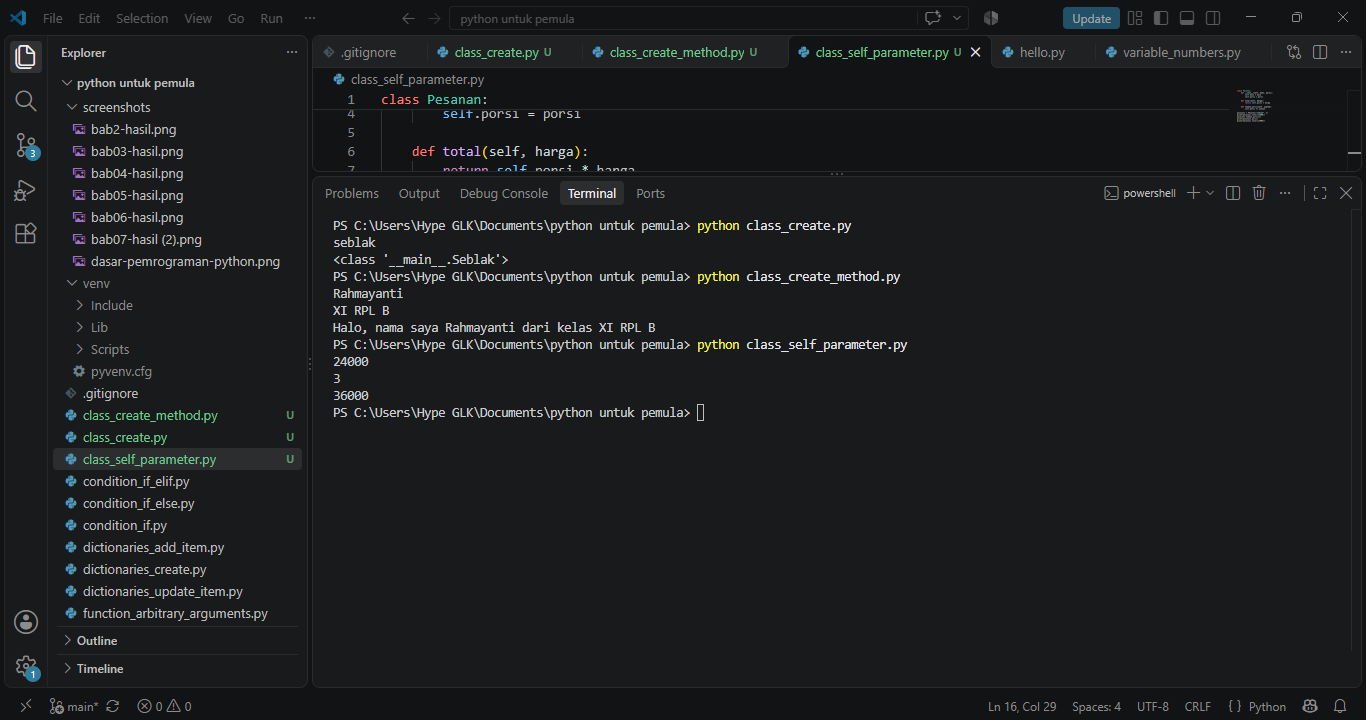 File Edit Selection View Go Run ··· python untuk pemula Update
Explorer ···
python untuk pemula
screenshots
bab2-hasil.png
bab03-hasil.png
bab04-hasil.png
bab05-hasil.png
bab06-hasil.png
bab07-hasil (2).png
dasar-pemrograman-python.png
venv
Include
Lib
Scripts
pyvenv.cfg
.gitignore
class_create_method.py U
class_create.py U
class_self_parameter.py U
condition_if_elif.py
condition_if_else.py
condition_if.py
dictionaries_add_item.py
dictionaries_create.py
dictionaries_update_item.py
function_arbitrary_arguments.py
Outline
Timeline
3
1
.gitignore class_create.py U class_create_method.py U class_self_parameter.py U hello.py variable_numbers.py ···
class_self_parameter.py
1 class Pesanan:
4 self.porsi = porsi
5
6 def total(self, harga):
7 return self.porsi * harga
Problems Output Debug Console Terminal Ports powershell ···
PS C:\Users\Hype GLK\Documents\python untuk pemula> python class_create.py
seblak
<class '__main__.Seblak'>
PS C:\Users\Hype GLK\Documents\python untuk pemula> python class_create_method.py
Rahmayanti
XI RPL B
Halo, nama saya Rahmayanti dari kelas XI RPL B
PS C:\Users\Hype GLK\Documents\python untuk pemula> python class_self_parameter.py
24000
3
36000
PS C:\Users\Hype GLK\Documents\python untuk pemula>
main* 0 0 Ln 16, Col 29 Spaces: 4 UTF-8 CRLF { } Python